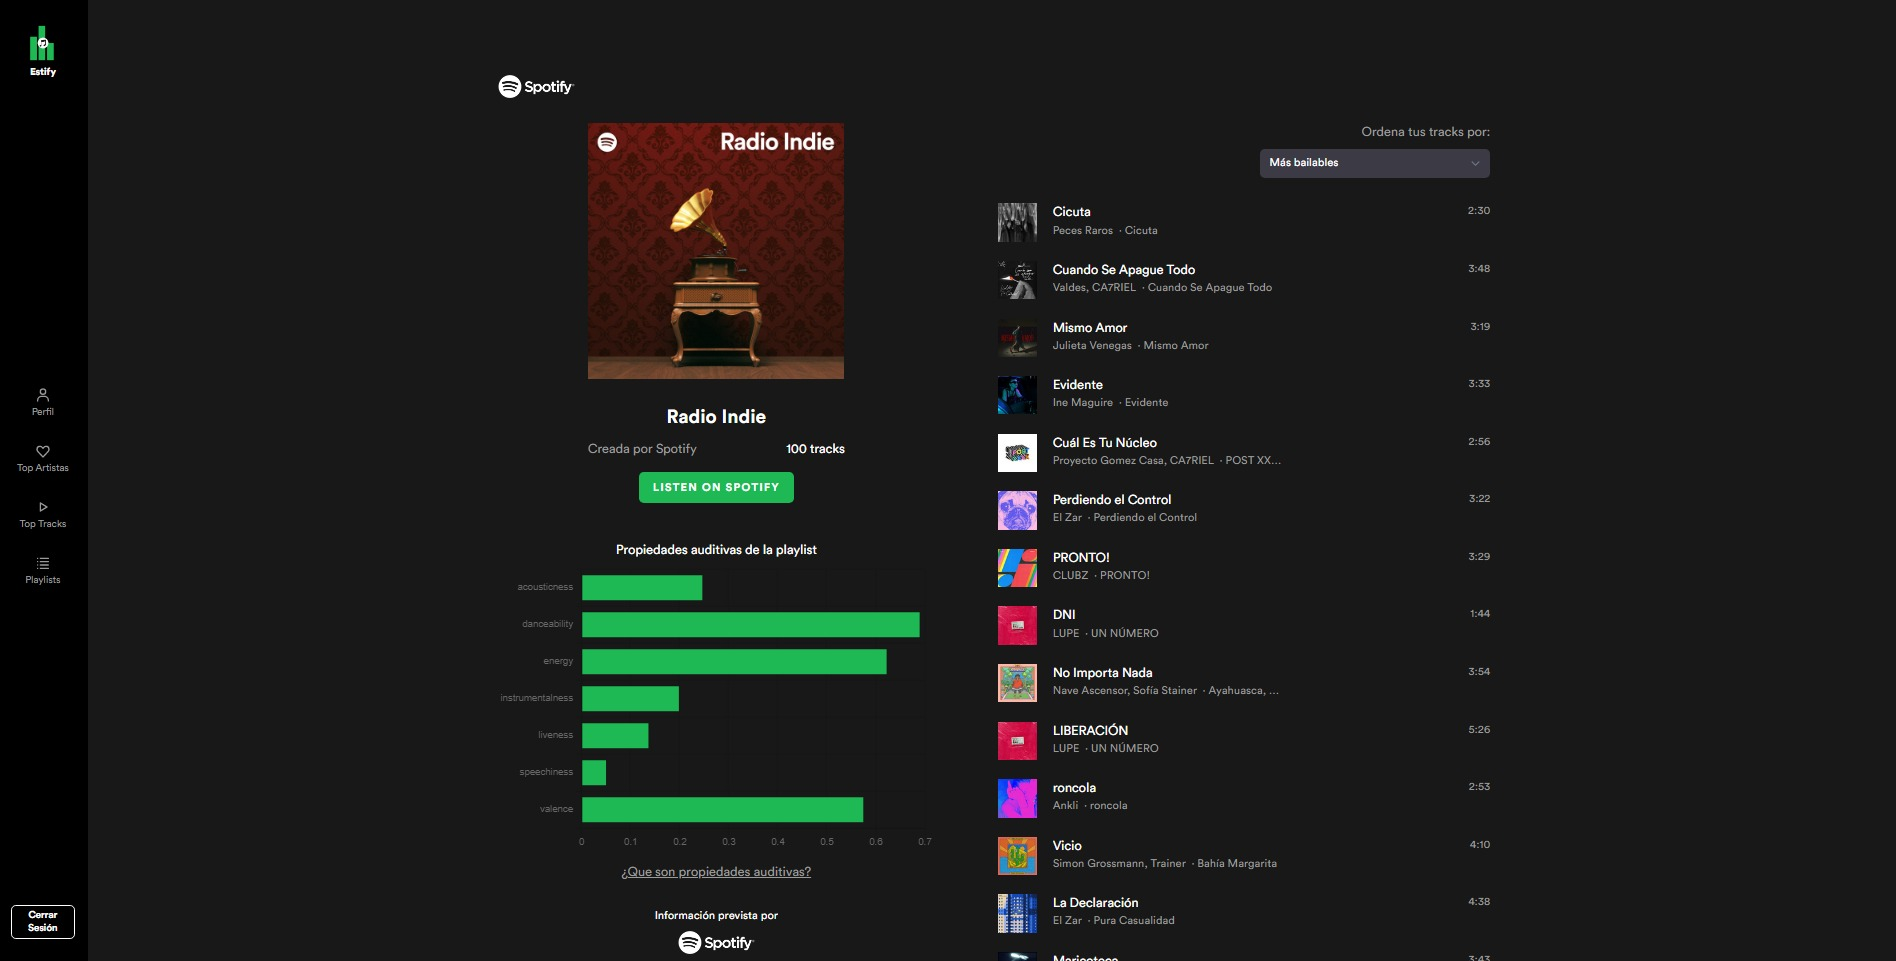 Estify
Perfil
Top Artistas
Top Tracks
Playlists
Cerrar
Sesión
Spotify
Radio Indie
Radio Indie
Creada por Spotify
100 tracks
LISTEN ON SPOTIFY
Propiedades auditivas de la playlist
acousticness
danceability
energy
instrumentalness
liveness
speechiness
valence
0 0.1 0.2 0.3 0.4 0.5 0.6 0.7
¿Que son propiedades auditivas?
Información prevista por
Spotify
Ordena tus tracks por:
Más bailables
Cicuta 2:30
Peces Raros · Cicuta
Cuando Se Apague Todo 3:48
Valdes, CA7RIEL · Cuando Se Apague Todo
Mismo Amor 3:19
Julieta Venegas · Mismo Amor
Evidente 3:33
Ine Maguire · Evidente
Cuál Es Tu Núcleo 2:56
Proyecto Gomez Casa, CA7RIEL · POST XX...
Perdiendo el Control 3:22
El Zar · Perdiendo el Control
PRONTO! 3:29
CLUBZ · PRONTO!
DNI 1:44
LUPE · UN NÚMERO
No Importa Nada 3:54
Nave Ascensor, Sofía Stainer · Ayahuasca, ...
LIBERACIÓN 5:26
LUPE · UN NÚMERO
roncola 2:53
Ankli · roncola
Vicio 4:10
Simon Grossmann, Trainer · Bahía Margarita
La Declaración 4:38
El Zar · Pura Casualidad
Maricoteca 3:43